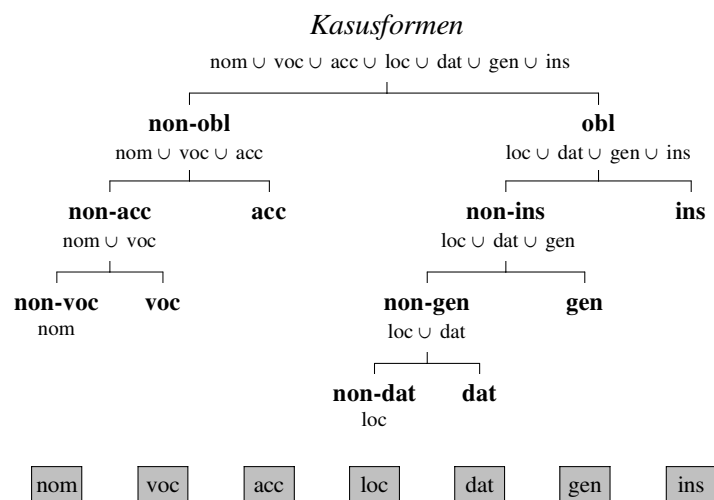 Kasusformen
nom ∪ voc ∪ acc ∪ loc ∪ dat ∪ gen ∪ ins
non-obl obl
nom ∪ voc ∪ acc loc ∪ dat ∪ gen ∪ ins
non-acc acc non-ins ins
nom ∪ voc loc ∪ dat ∪ gen
non-voc voc non-gen gen
nom loc ∪ dat
non-dat dat
loc
nom voc acc loc dat gen ins